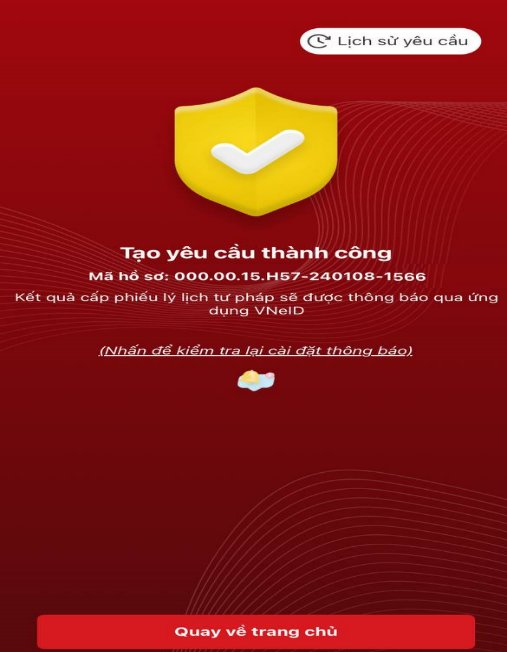 Lịch sử yêu cầu
Tạo yêu cầu thành công
Mã hồ sơ: 000.00.15.H57-240108-1566
Kết quả cấp phiếu lý lịch tư pháp sẽ được thông báo qua ứng
dụng VNeID
(Nhấn để kiểm tra lại cài đặt thông báo)
Quay về trang chủ